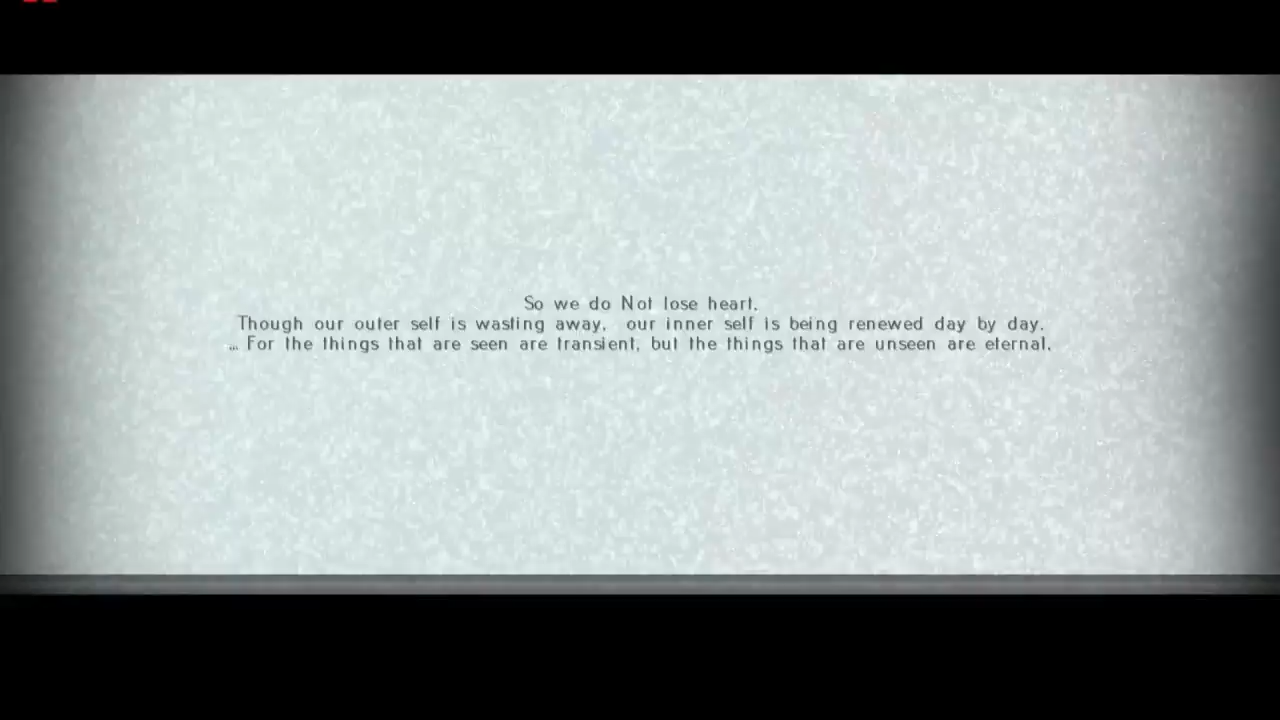 So we do Not lose heart.
Though our outer self is wasting away, our inner self is being renewed day by day.
... For the things that are seen are transient, but the things that are unseen are eternal.